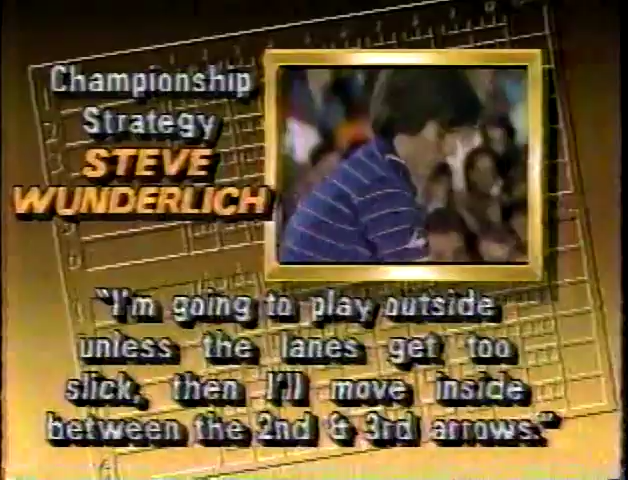 Championship
Strategy
STEVE
WUNDERLICH
"I'm going to play outside
unless the lanes get too
slick, then I'll move inside
between the 2nd & 3rd arrows."